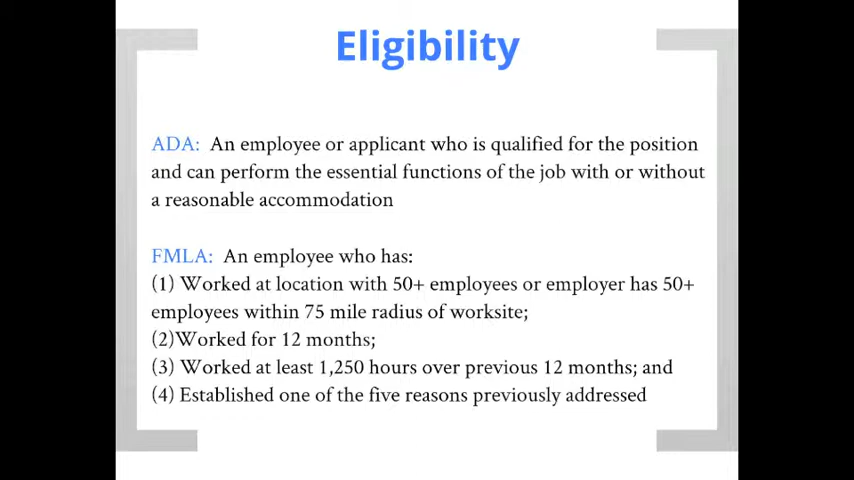 Eligibility
ADA: An employee or applicant who is qualified for the position
and can perform the essential functions of the job with or without
a reasonable accommodation
FMLA: An employee who has:
(1) Worked at location with 50+ employees or employer has 50+
employees within 75 mile radius of worksite;
(2)Worked for 12 months;
(3) Worked at least 1,250 hours over previous 12 months; and
(4) Established one of the five reasons previously addressed